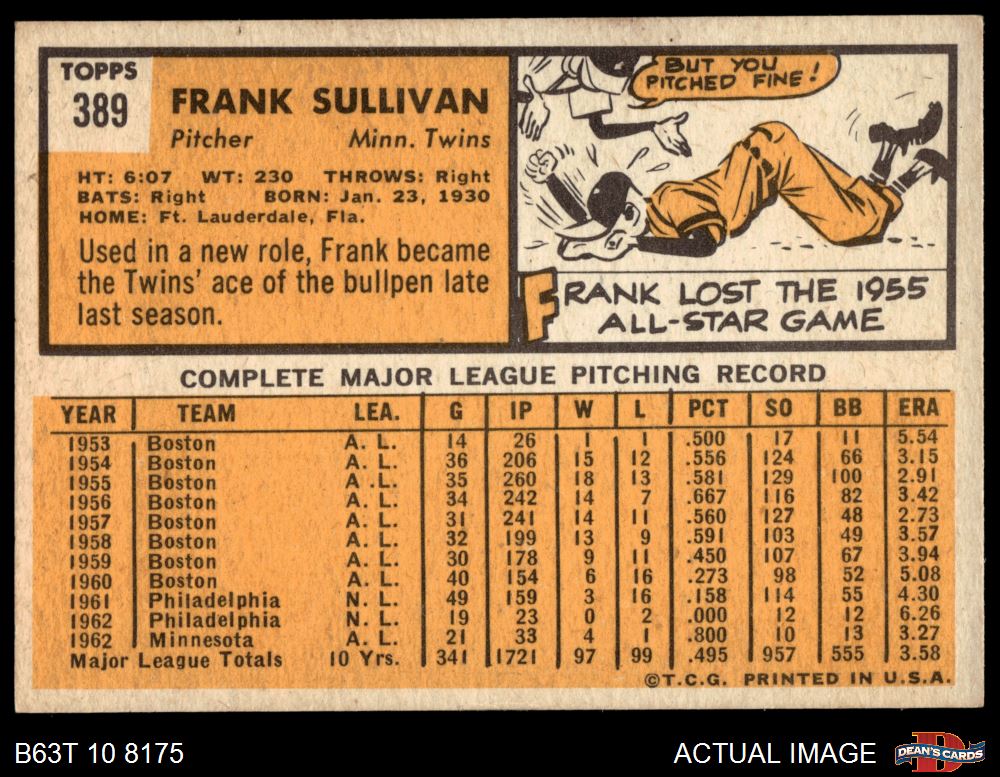 TOPPS
389
FRANK SULLIVAN
Pitcher Minn. Twins
HT: 6:07 WT: 230 THROWS: Right
BATS: Right BORN: Jan. 23, 1930
HOME: Ft. Lauderdale, Fla.
Used in a new role, Frank became
the Twins' ace of the bullpen late
last season.
BUT YOU
PITCHED FINE!
FRANK LOST THE 1955
ALL-STAR GAME
COMPLETE MAJOR LEAGUE PITCHING RECORD
YEAR TEAM LEA. G IP W L PCT SO BB ERA
1953 Boston A. L. 14 26 1 1 .500 17 11 5.54
1954 Boston A. L. 36 206 15 12 .556 124 66 3.15
1955 Boston A .L. 35 260 18 13 .581 129 100 2.91
1956 Boston A. L. 34 242 14 7 .667 116 82 3.42
1957 Boston A. L. 31 241 14 11 .560 127 48 2.73
1958 Boston A. L. 32 199 13 9 .591 103 49 3.57
1959 Boston A. L. 30 178 9 11 .450 107 67 3.94
1960 Boston A. L. 40 154 6 16 .273 98 52 5.08
1961 Philadelphia N. L. 49 159 3 16 .158 114 55 4.30
1962 Philadelphia N. L. 19 23 0 2 .000 12 12 6.26
1962 Minnesota A. L. 21 33 4 1 .800 10 13 3.27
Major League Totals 10 Yrs. 341 1721 97 99 .495 957 555 3.58
©T.C.G. PRINTED IN U.S.A.
B63T 10 8175
ACTUAL IMAGE
D
DEAN'S CARDS